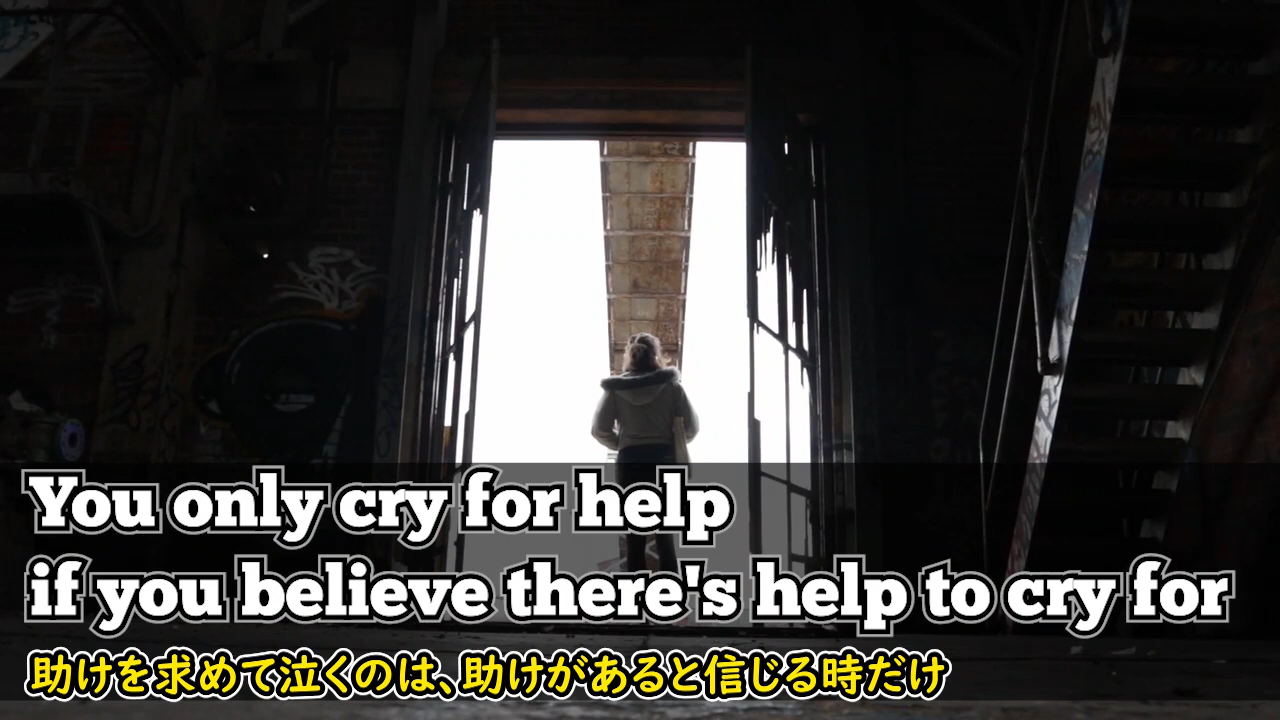 You only cry for help
if you believe there's help to cry for
助けを求めて泣くのは、助けがあると信じる時だけ